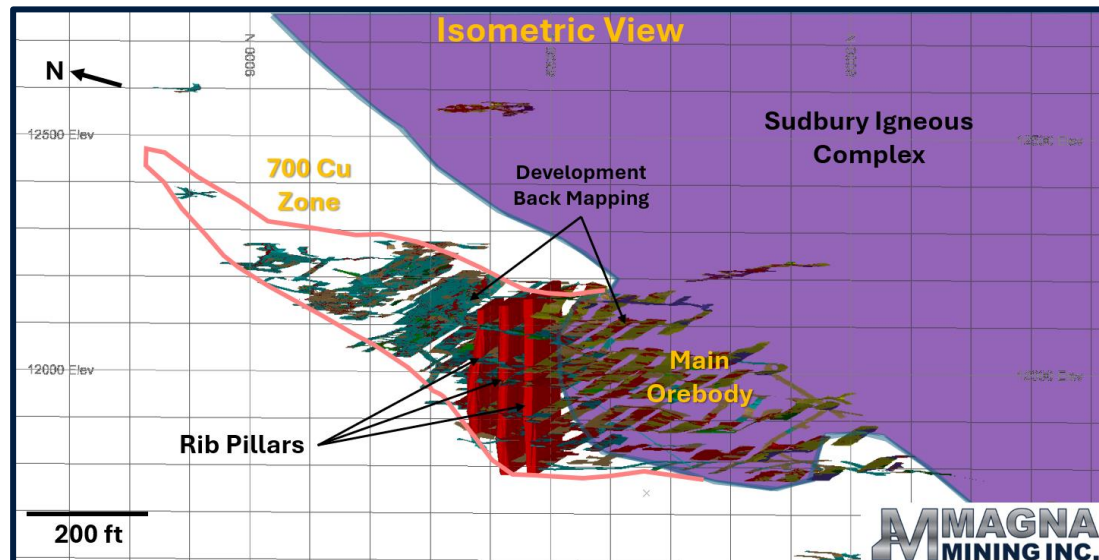 Isometric View
N
12500 Elev
Sudbury Igneous
Complex
700 Cu
Zone
Development
Back Mapping
12000 Elev
Main
Orebody
Rib Pillars
200 ft
MAGNA
MINING INC.